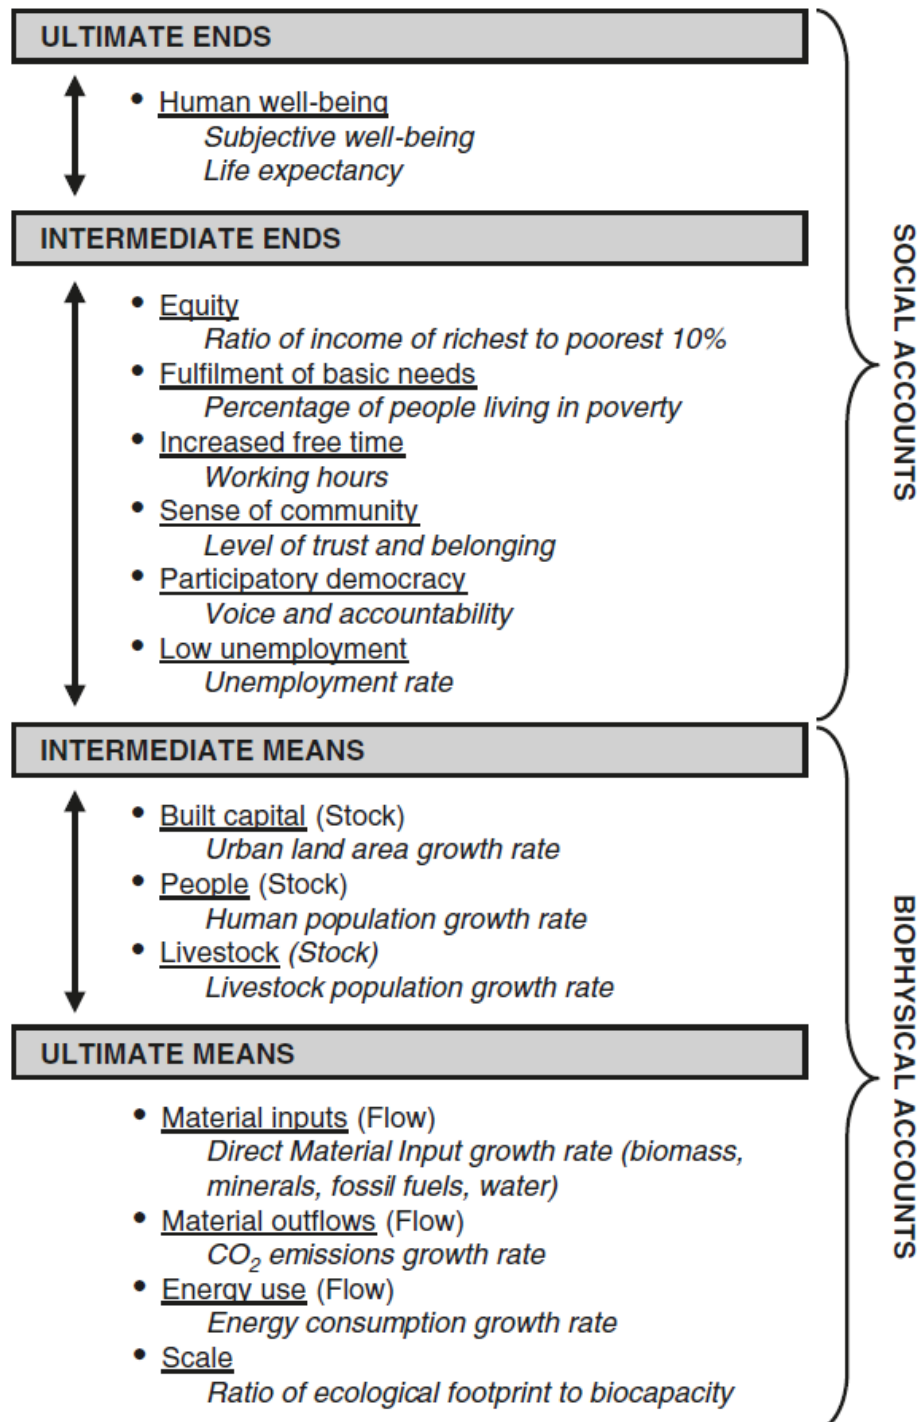 ULTIMATE ENDS
• Human well-being
Subjective well-being
Life expectancy
INTERMEDIATE ENDS
• Equity
Ratio of income of richest to poorest 10%
• Fulfilment of basic needs
Percentage of people living in poverty
• Increased free time
Working hours
• Sense of community
Level of trust and belonging
• Participatory democracy
Voice and accountability
• Low unemployment
Unemployment rate
SOCIAL ACCOUNTS
INTERMEDIATE MEANS
• Built capital (Stock)
Urban land area growth rate
• People (Stock)
Human population growth rate
• Livestock (Stock)
Livestock population growth rate
ULTIMATE MEANS
• Material inputs (Flow)
Direct Material Input growth rate (biomass,
minerals, fossil fuels, water)
• Material outflows (Flow)
CO₂ emissions growth rate
• Energy use (Flow)
Energy consumption growth rate
• Scale
Ratio of ecological footprint to biocapacity
BIOPHYSICAL ACCOUNTS